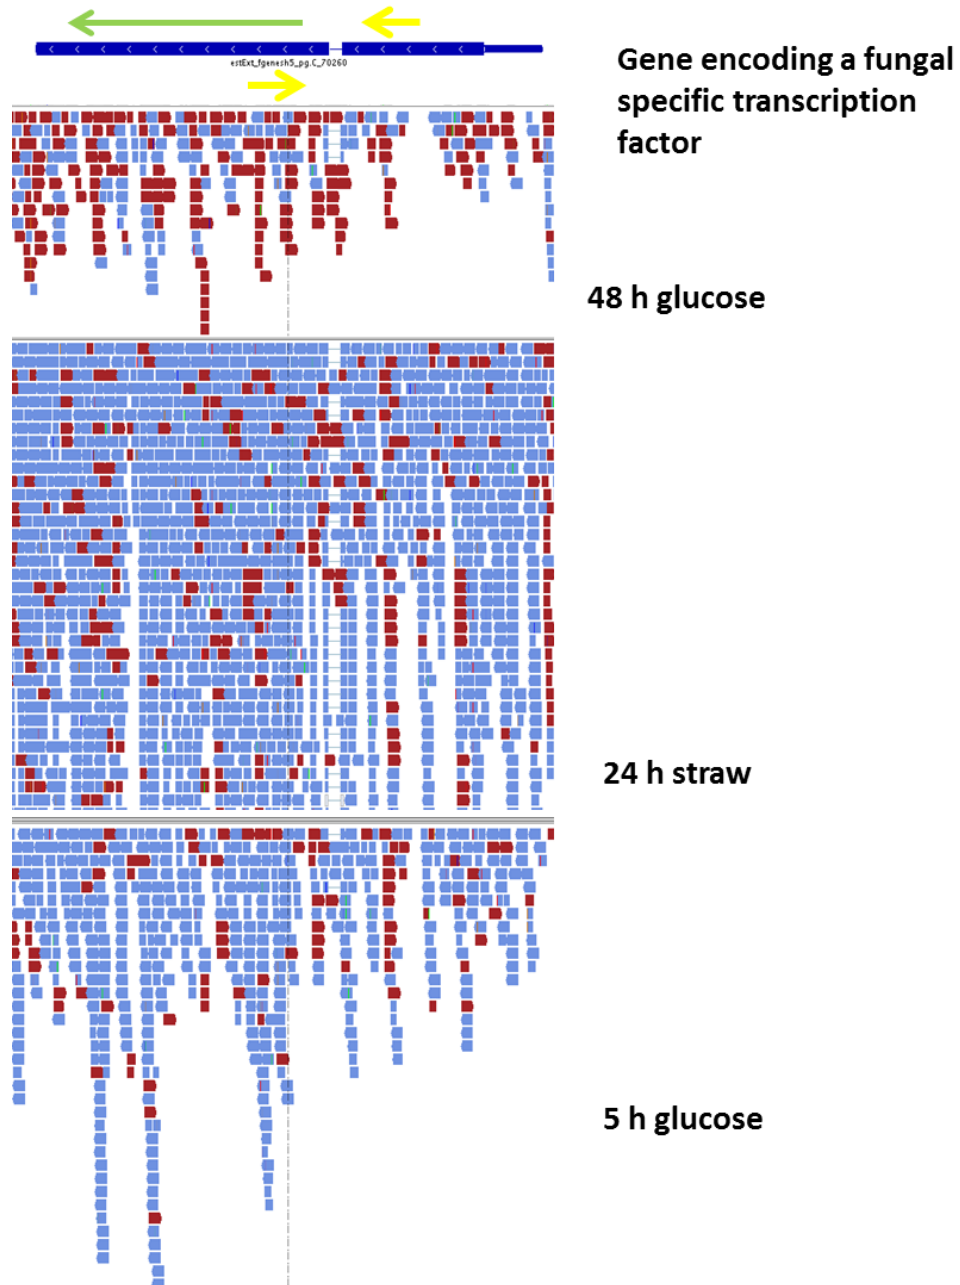 estExt_fgenesh5_pg.C_70260
Gene encoding a fungal
specific transcription
factor
48 h glucose
24 h straw
5 h glucose